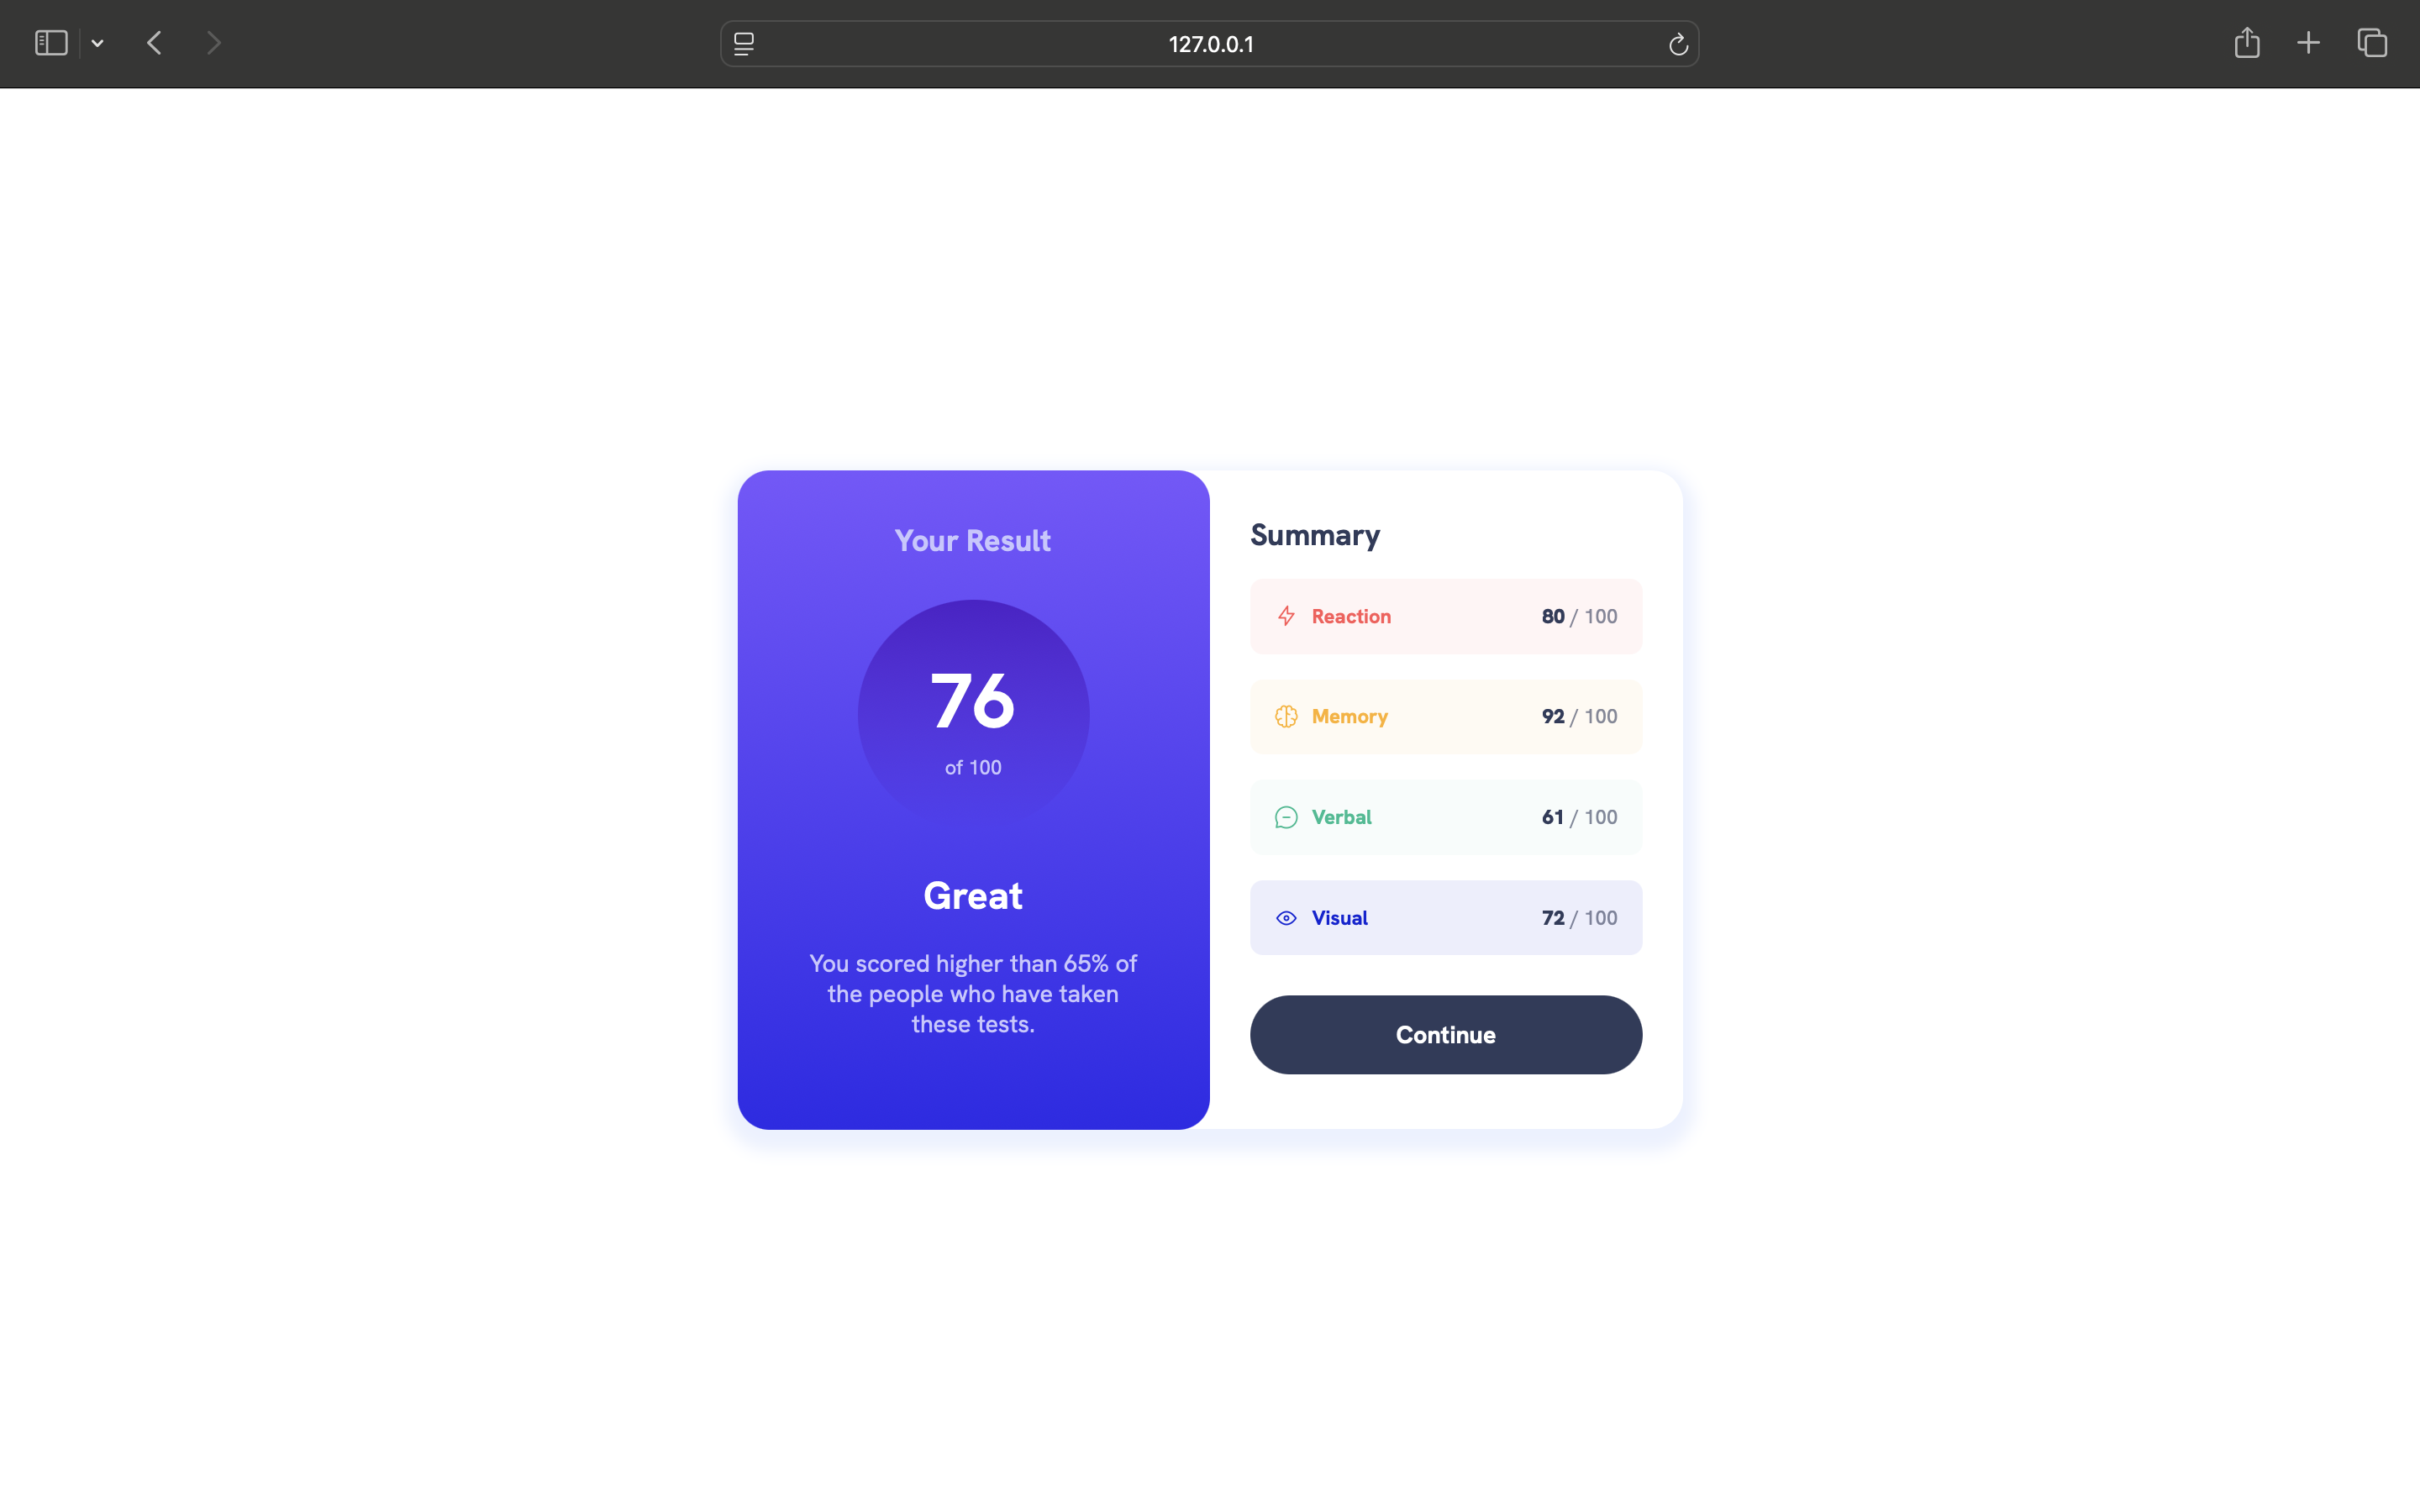 127.0.0.1
Your Result
76
of 100
Great
You scored higher than 65% of
the people who have taken
these tests.
Summary
Reaction 80 / 100
Memory 92 / 100
Verbal 61 / 100
Visual 72 / 100
Continue